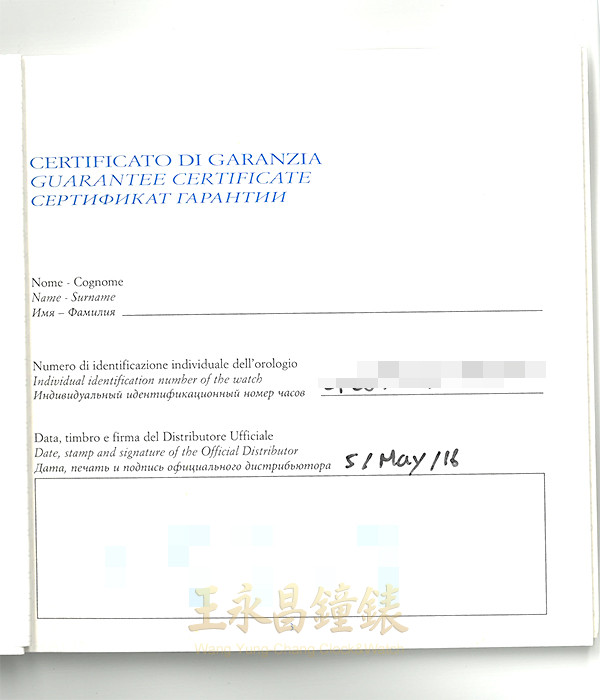 CERTIFICATO DI GARANZIA
GUARANTEE CERTIFICATE
СЕРТИФИКАТ ГАРАНТИИ
Nome - Cognome
Name - Surname
Имя – Фамилия
Numero di identificazione individuale dell'orologio
Individual identification number of the watch
Индивидуальный идентификационный номер часов
Data, timbro e firma del Distributore Ufficiale
Date, stamp and signature of the Official Distributor
Дата, печать и подпись официального дистрибьютора 5/May/16
王永昌鐘錶